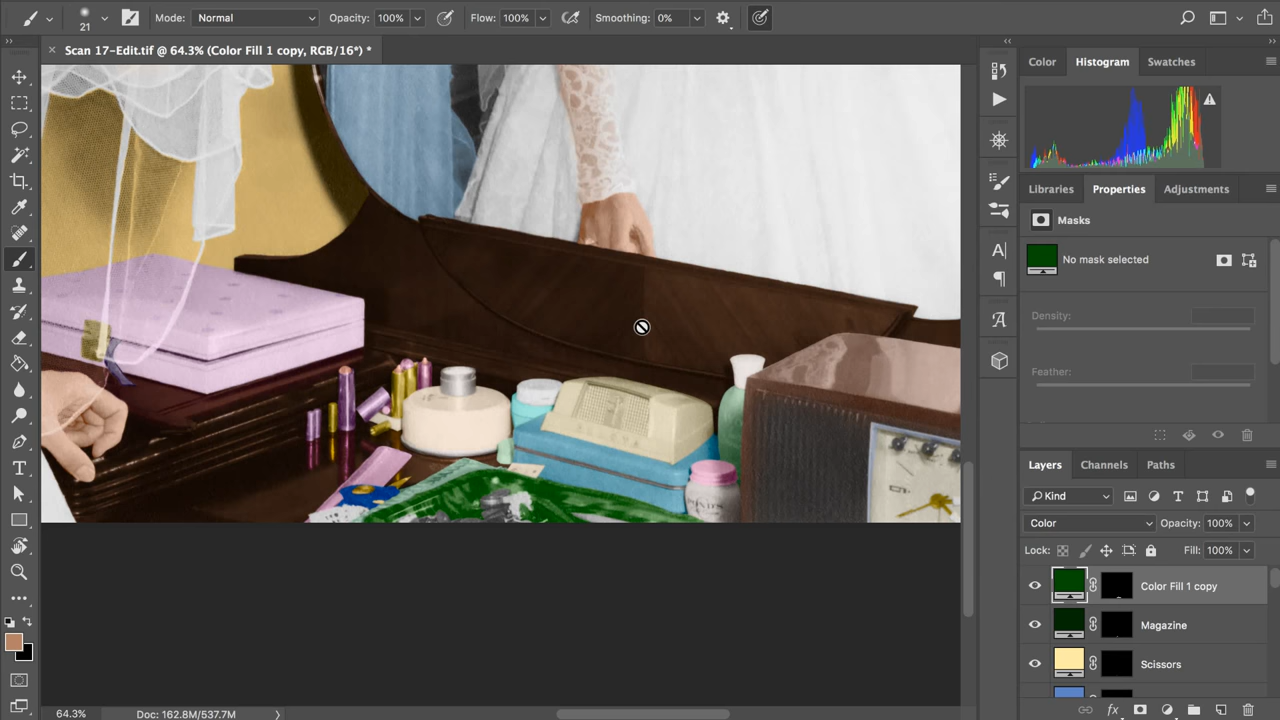 21
Mode:
Normal
Opacity: 100%
Flow: 100%
Smoothing: 0%
Scan 17-Edit.tif @ 64.3% (Color Fill 1 copy, RGB/16*) *
Color
Histogram
Swatches
Libraries
Properties
Adjustments
Masks
No mask selected
Density:
Feather:
Layers
Channels
Paths
Kind
Color
Opacity: 100%
Lock:
Fill: 100%
Color Fill 1 copy
Magazine
Scissors
fx
64.3%
Doc: 162.8M/537.7M